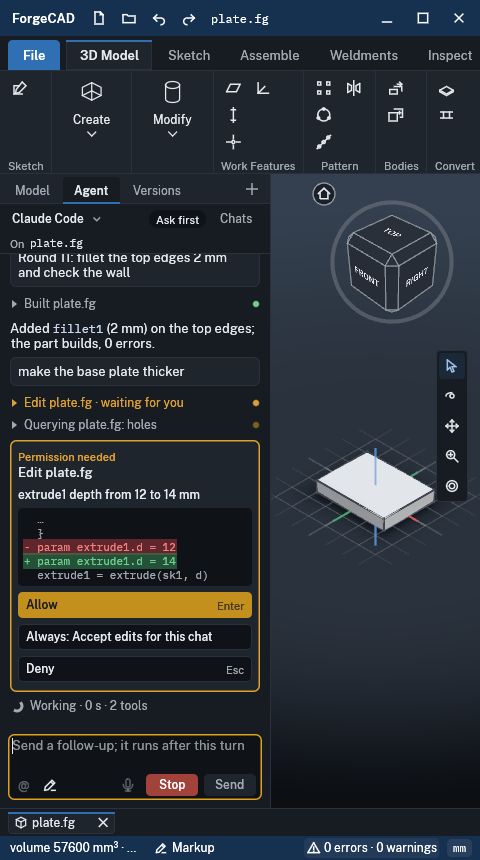 ForgeCAD
plate.fg
File
3D Model
Sketch
Assemble
Weldments
Inspect
Create
Modify
Sketch
Work Features
Pattern
Bodies
Convert
Model
Agent
Versions
Claude Code
Ask first
Chats
On plate.fg
Round 11: fillet the top edges 2 mm
and check the wall
Built plate.fg
Added fillet1 (2 mm) on the top edges;
the part builds, 0 errors.
make the base plate thicker
Edit plate.fg · waiting for you
Querying plate.fg: holes
Permission needed
Edit plate.fg
extrude1 depth from 12 to 14 mm
…
}
- param extrude1.d = 12
+ param extrude1.d = 14
extrude1 = extrude(sk1, d)
Allow
Enter
Always: Accept edits for this chat
Deny
Esc
Working · 0 s · 2 tools
Send a follow-up; it runs after this turn
@
Stop
Send
TOP
FRONT
RIGHT
plate.fg
volume 57600 mm³ · ...
Markup
0 errors · 0 warnings
mm